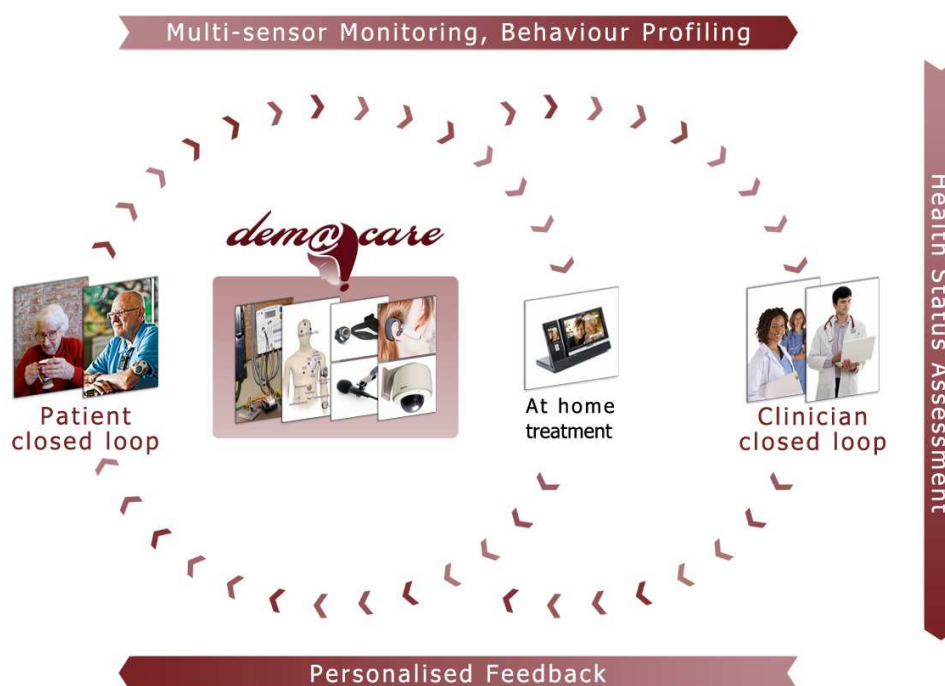 Multi-sensor Monitoring, Behaviour Profiling
Health Status Assessment
dem@care
Patient
closed loop
At home
treatment
Clinician
closed loop
Personalised Feedback